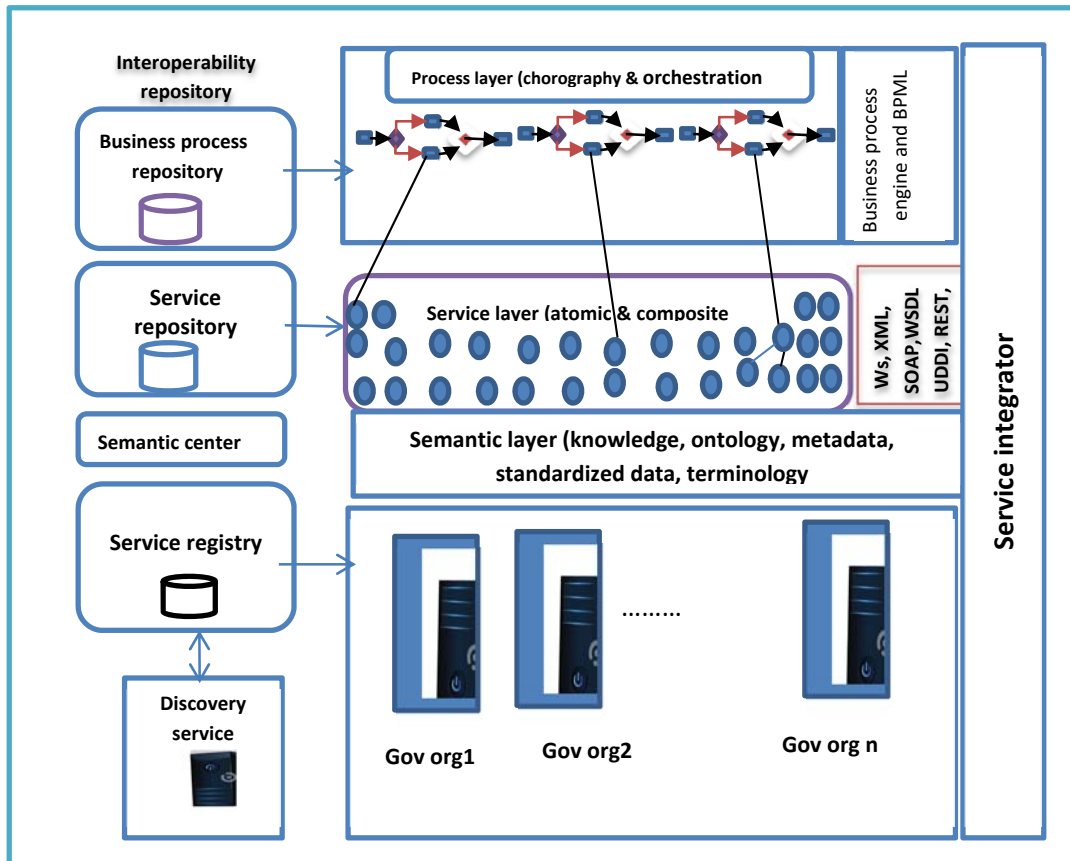 Interoperability
repository
Business process
repository
Service
repository
Semantic center
Service registry
Discovery
service
Process layer (chorography & orchestration
Business process
engine and BPML
Service layer (atomic & composite
Ws, XML,
SOAP,WSDL
UDDI, REST,
Semantic layer (knowledge, ontology, metadata,
standardized data, terminology
.........
Gov org1
Gov org2
Gov org n
Service integrator